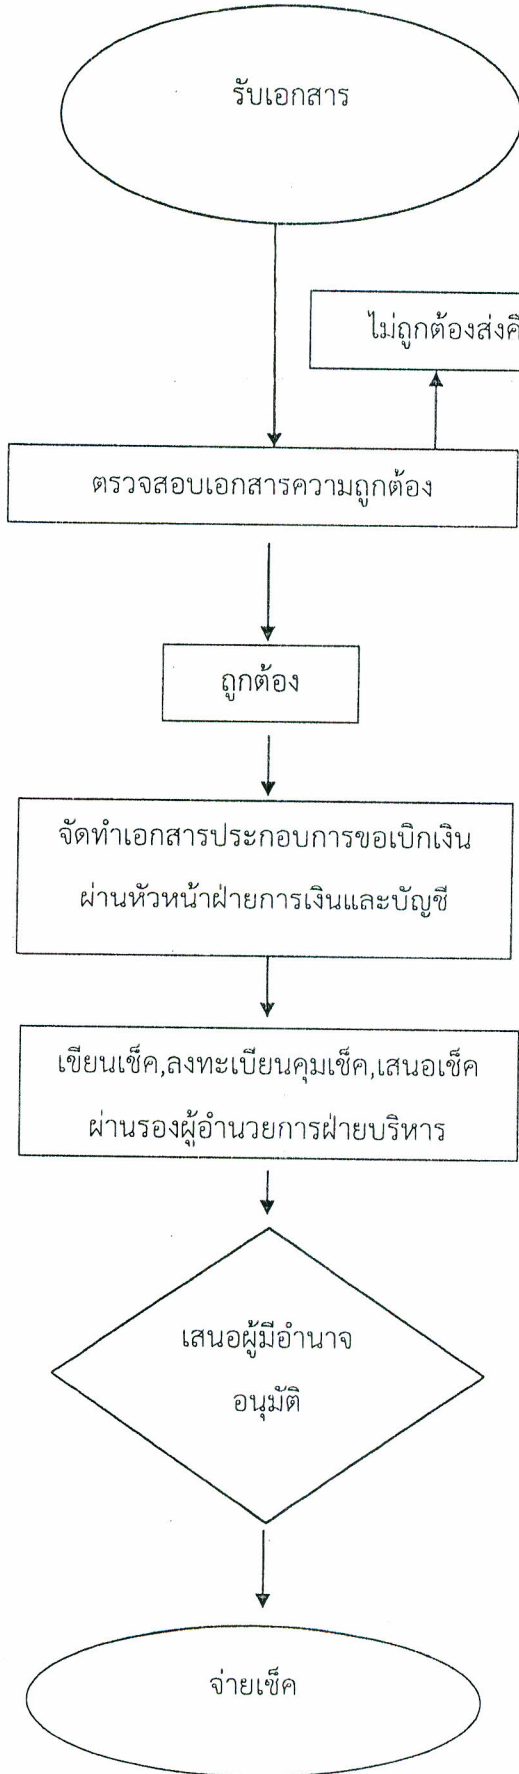 รับเอกสาร
ไม่ถูกต้องส่งคื
ตรวจสอบเอกสารความถูกต้อง
ถูกต้อง
จัดทำเอกสารประกอบการขอเบิกเงิน
ผ่านหัวหน้าฝ่ายการเงินและบัญชี
เขียนเช็ค,ลงทะเบียนคุมเช็ค,เสนอเช็ค
ผ่านรองผู้อำนวยการฝ่ายบริหาร
เสนอผู้มีอำนาจ
อนุมัติ
จ่ายเช็ค